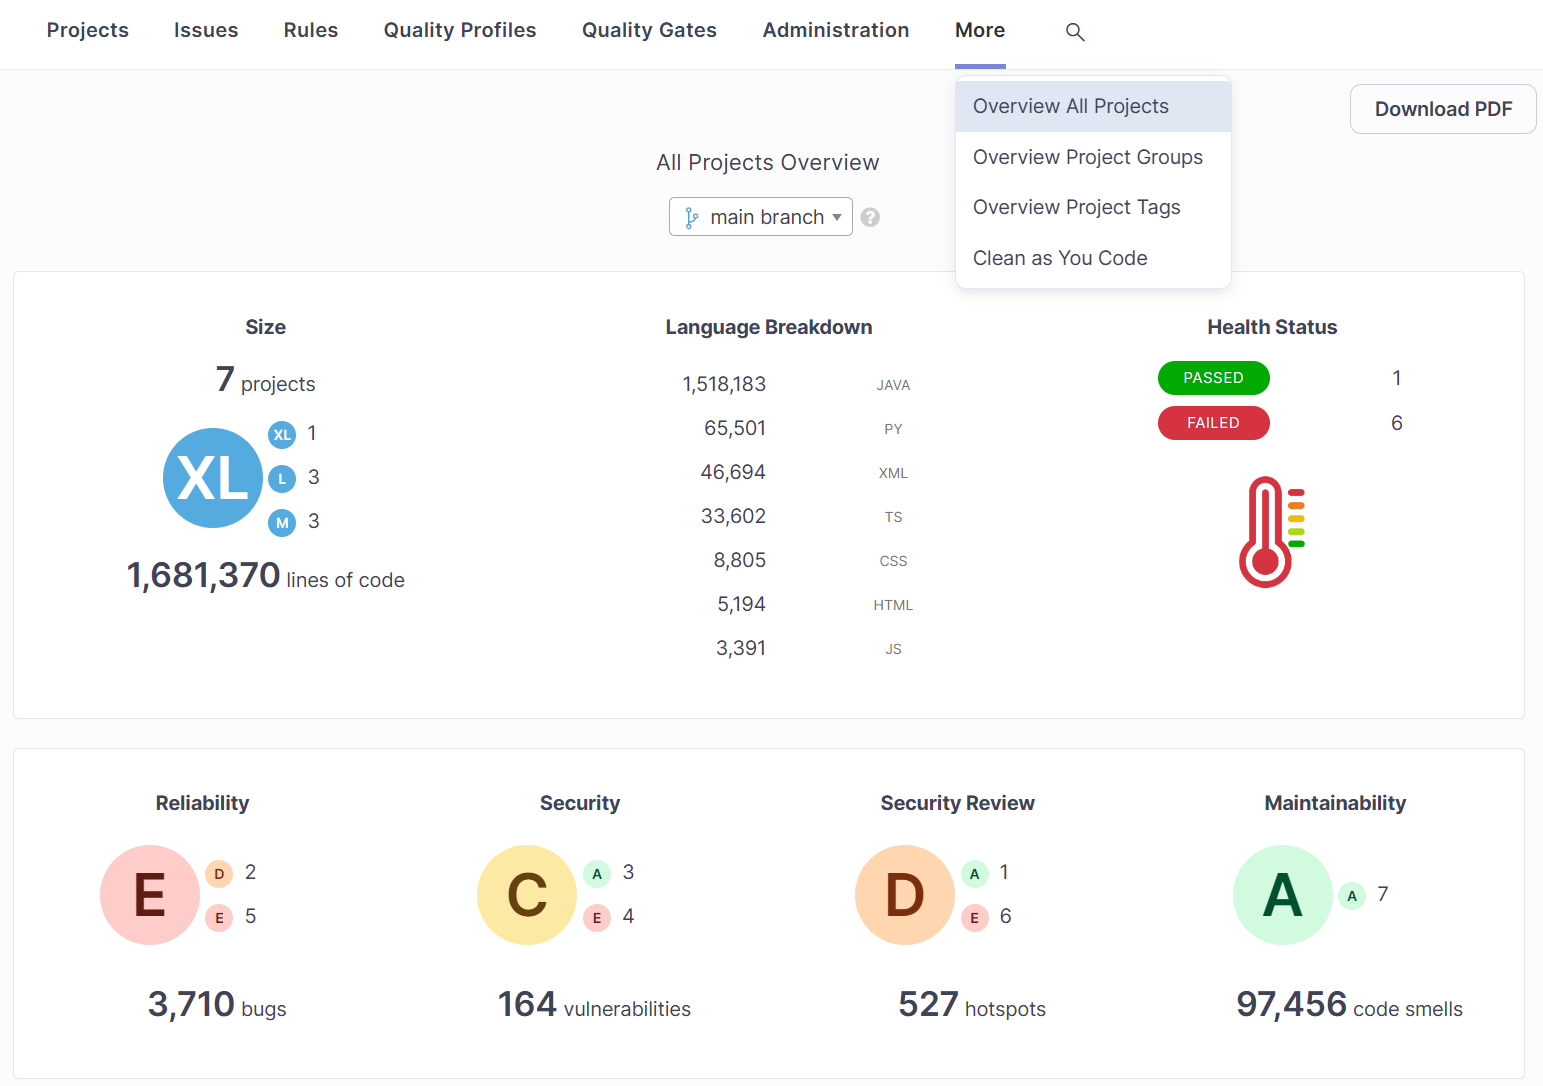 Projects Issues Rules Quality Profiles Quality Gates Administration More
Overview All Projects
Overview Project Groups
Overview Project Tags
Clean as You Code
Download PDF
All Projects Overview
main branch ?
Size
7 projects
XL
XL 1
L 3
M 3
1,681,370 lines of code
Language Breakdown
1,518,183 JAVA
65,501 PY
46,694 XML
33,602 TS
8,805 CSS
5,194 HTML
3,391 JS
Health Status
PASSED 1
FAILED 6
Reliability
E
D 2
E 5
3,710 bugs
Security
C
A 3
E 4
164 vulnerabilities
Security Review
D
A 1
E 6
527 hotspots
Maintainability
A
A 7
97,456 code smells